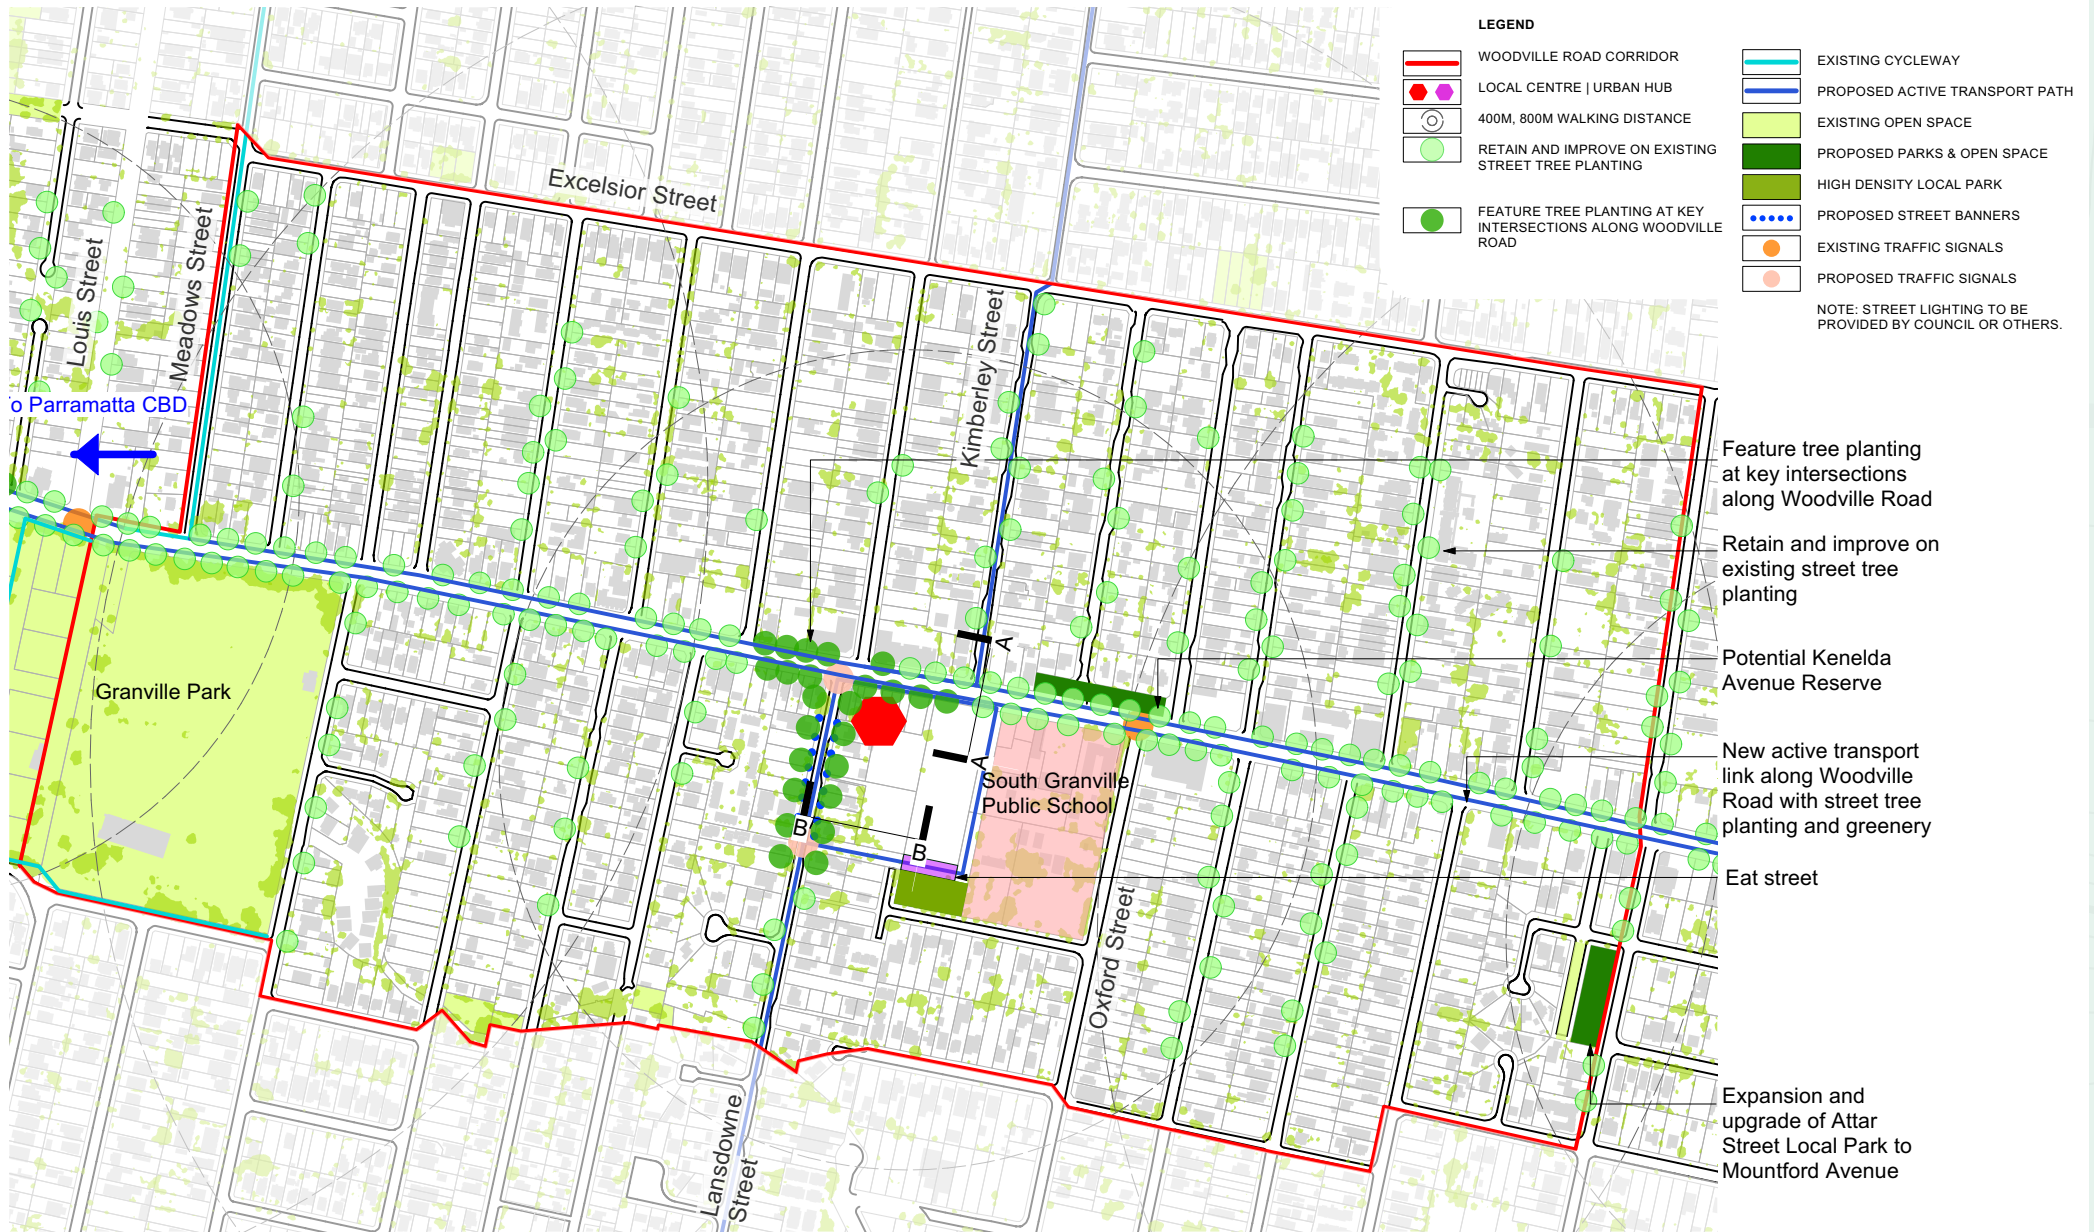 LEGEND
WOODVILLE ROAD CORRIDOR
LOCAL CENTRE | URBAN HUB
400M, 800M WALKING DISTANCE
RETAIN AND IMPROVE ON EXISTING
STREET TREE PLANTING
FEATURE TREE PLANTING AT KEY
INTERSECTIONS ALONG WOODVILLE
ROAD
EXISTING CYCLEWAY
PROPOSED ACTIVE TRANSPORT PATH
EXISTING OPEN SPACE
PROPOSED PARKS & OPEN SPACE
HIGH DENSITY LOCAL PARK
PROPOSED STREET BANNERS
EXISTING TRAFFIC SIGNALS
PROPOSED TRAFFIC SIGNALS
NOTE: STREET LIGHTING TO BE
PROVIDED BY COUNCIL OR OTHERS.
Excelsior Street
Louis Street
Meadows Street
Kimberley Street
o Parramatta CBD
Feature tree planting
at key intersections
along Woodville Road
Retain and improve on
existing street tree
planting
A
Potential Kenelda
Avenue Reserve
Granville Park
A
South Granville
Public School
New active transport
link along Woodville
Road with street tree
planting and greenery
B
B
Eat street
Oxford Street
Lansdowne
Street
Expansion and
upgrade of Attar
Street Local Park to
Mountford Avenue